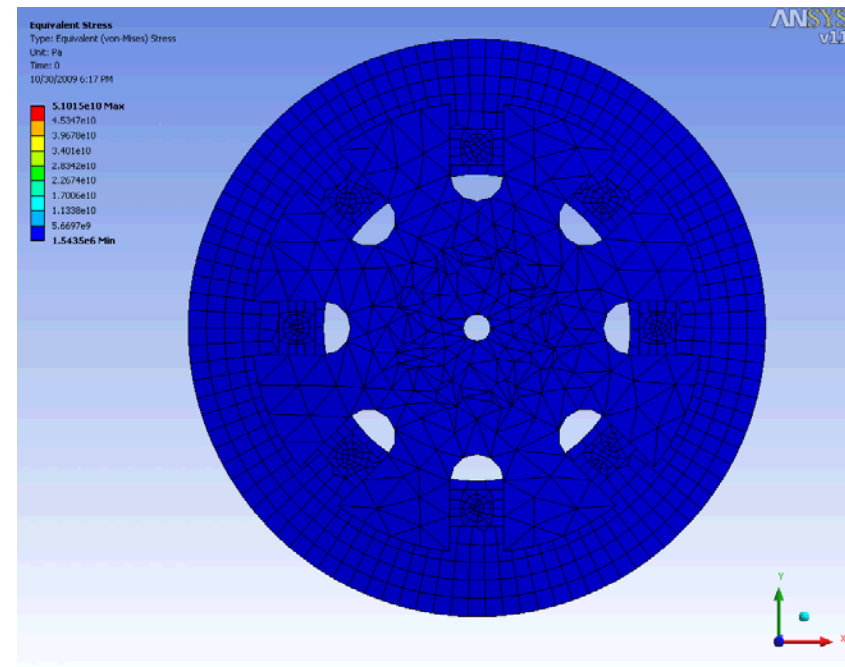 Equivalent Stress
Type: Equivalent (von-Mises) Stress
Unit: Pa
Time: 0
10/30/2009 6:17 PM
5.1015e10 Max
4.5347e10
3.9678e10
3.401e10
2.8342e10
2.2674e10
1.7006e10
1.1338e10
5.6697e9
1.5435e6 Min
ANSYS
v11
Y
X